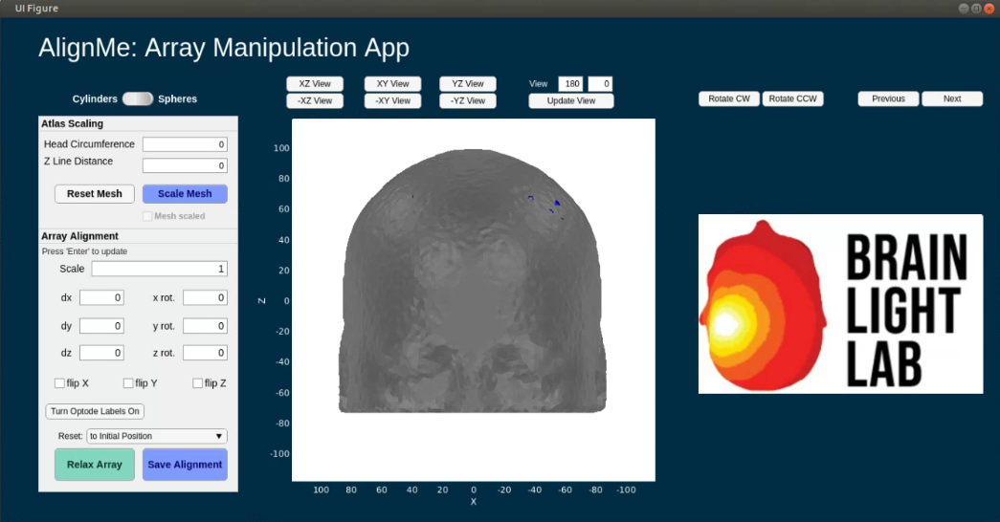 UI Figure
AlignMe: Array Manipulation App
XZ View XY View YZ View View 180 0
-XZ View -XY View -YZ View Update View
Cylinders Spheres
Rotate CW Rotate CCW Previous Next
Atlas Scaling
Head Circumference 0
Z Line Distance 0
Reset Mesh Scale Mesh
Mesh scaled
Array Alignment
Press 'Enter' to update
Scale 1
dx 0 x rot. 0
dy 0 y rot. 0
dz 0 z rot. 0
flip X flip Y flip Z
Turn Optode Labels On
Reset: to Initial Position
Relax Array Save Alignment
100
80
60
40
20
0
-20
-40
-60
-80
-100
Z
100 80 60 40 20 0 -20 -40 -60 -80 -100
X
BRAIN
LIGHT
LAB